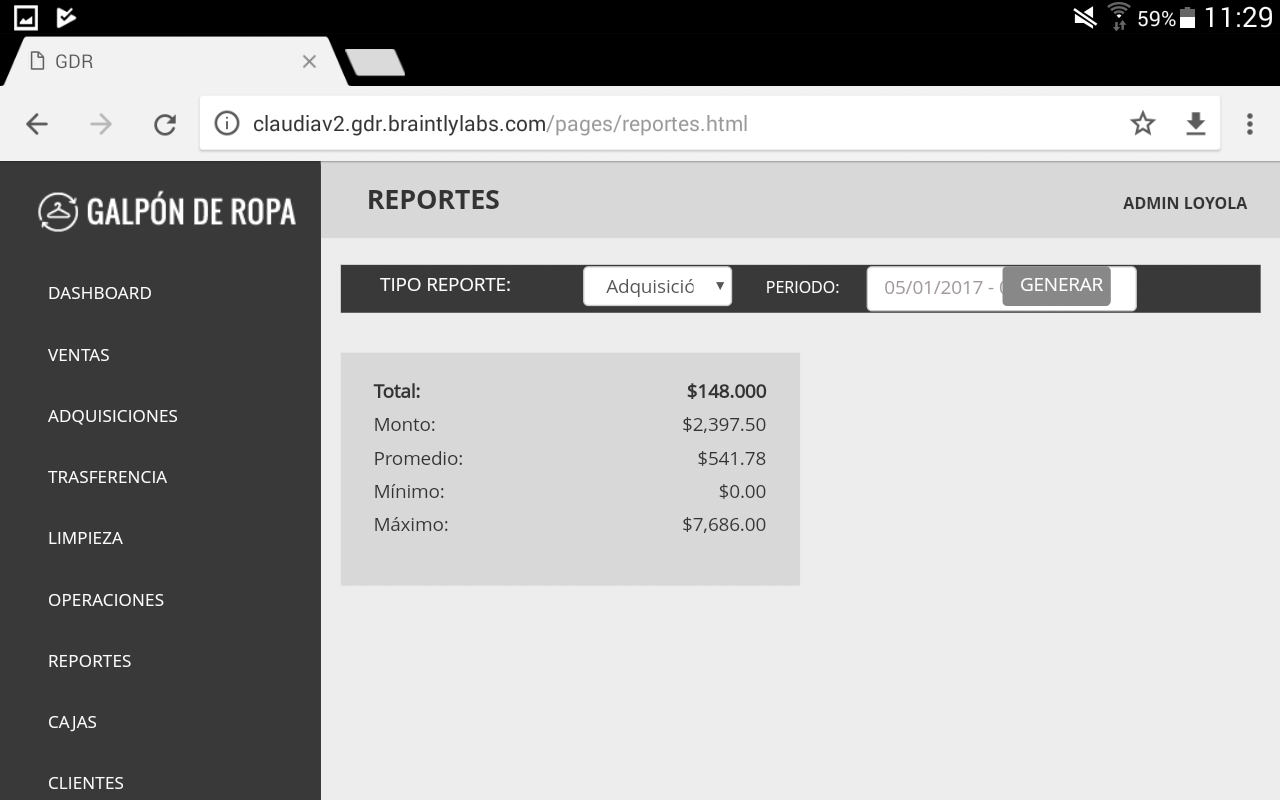 59% 11:29
GDR
claudiav2.gdr.braintlylabs.com/pages/reportes.html
GALPÓN DE ROPA
REPORTES
ADMIN LOYOLA
DASHBOARD
VENTAS
ADQUISICIONES
TRASFERENCIA
LIMPIEZA
OPERACIONES
REPORTES
CAJAS
CLIENTES
TIPO REPORTE: Adquisició PERIODO: 05/01/2017 - GENERAR
Total: $148.000
Monto: $2,397.50
Promedio: $541.78
Mínimo: $0.00
Máximo: $7,686.00